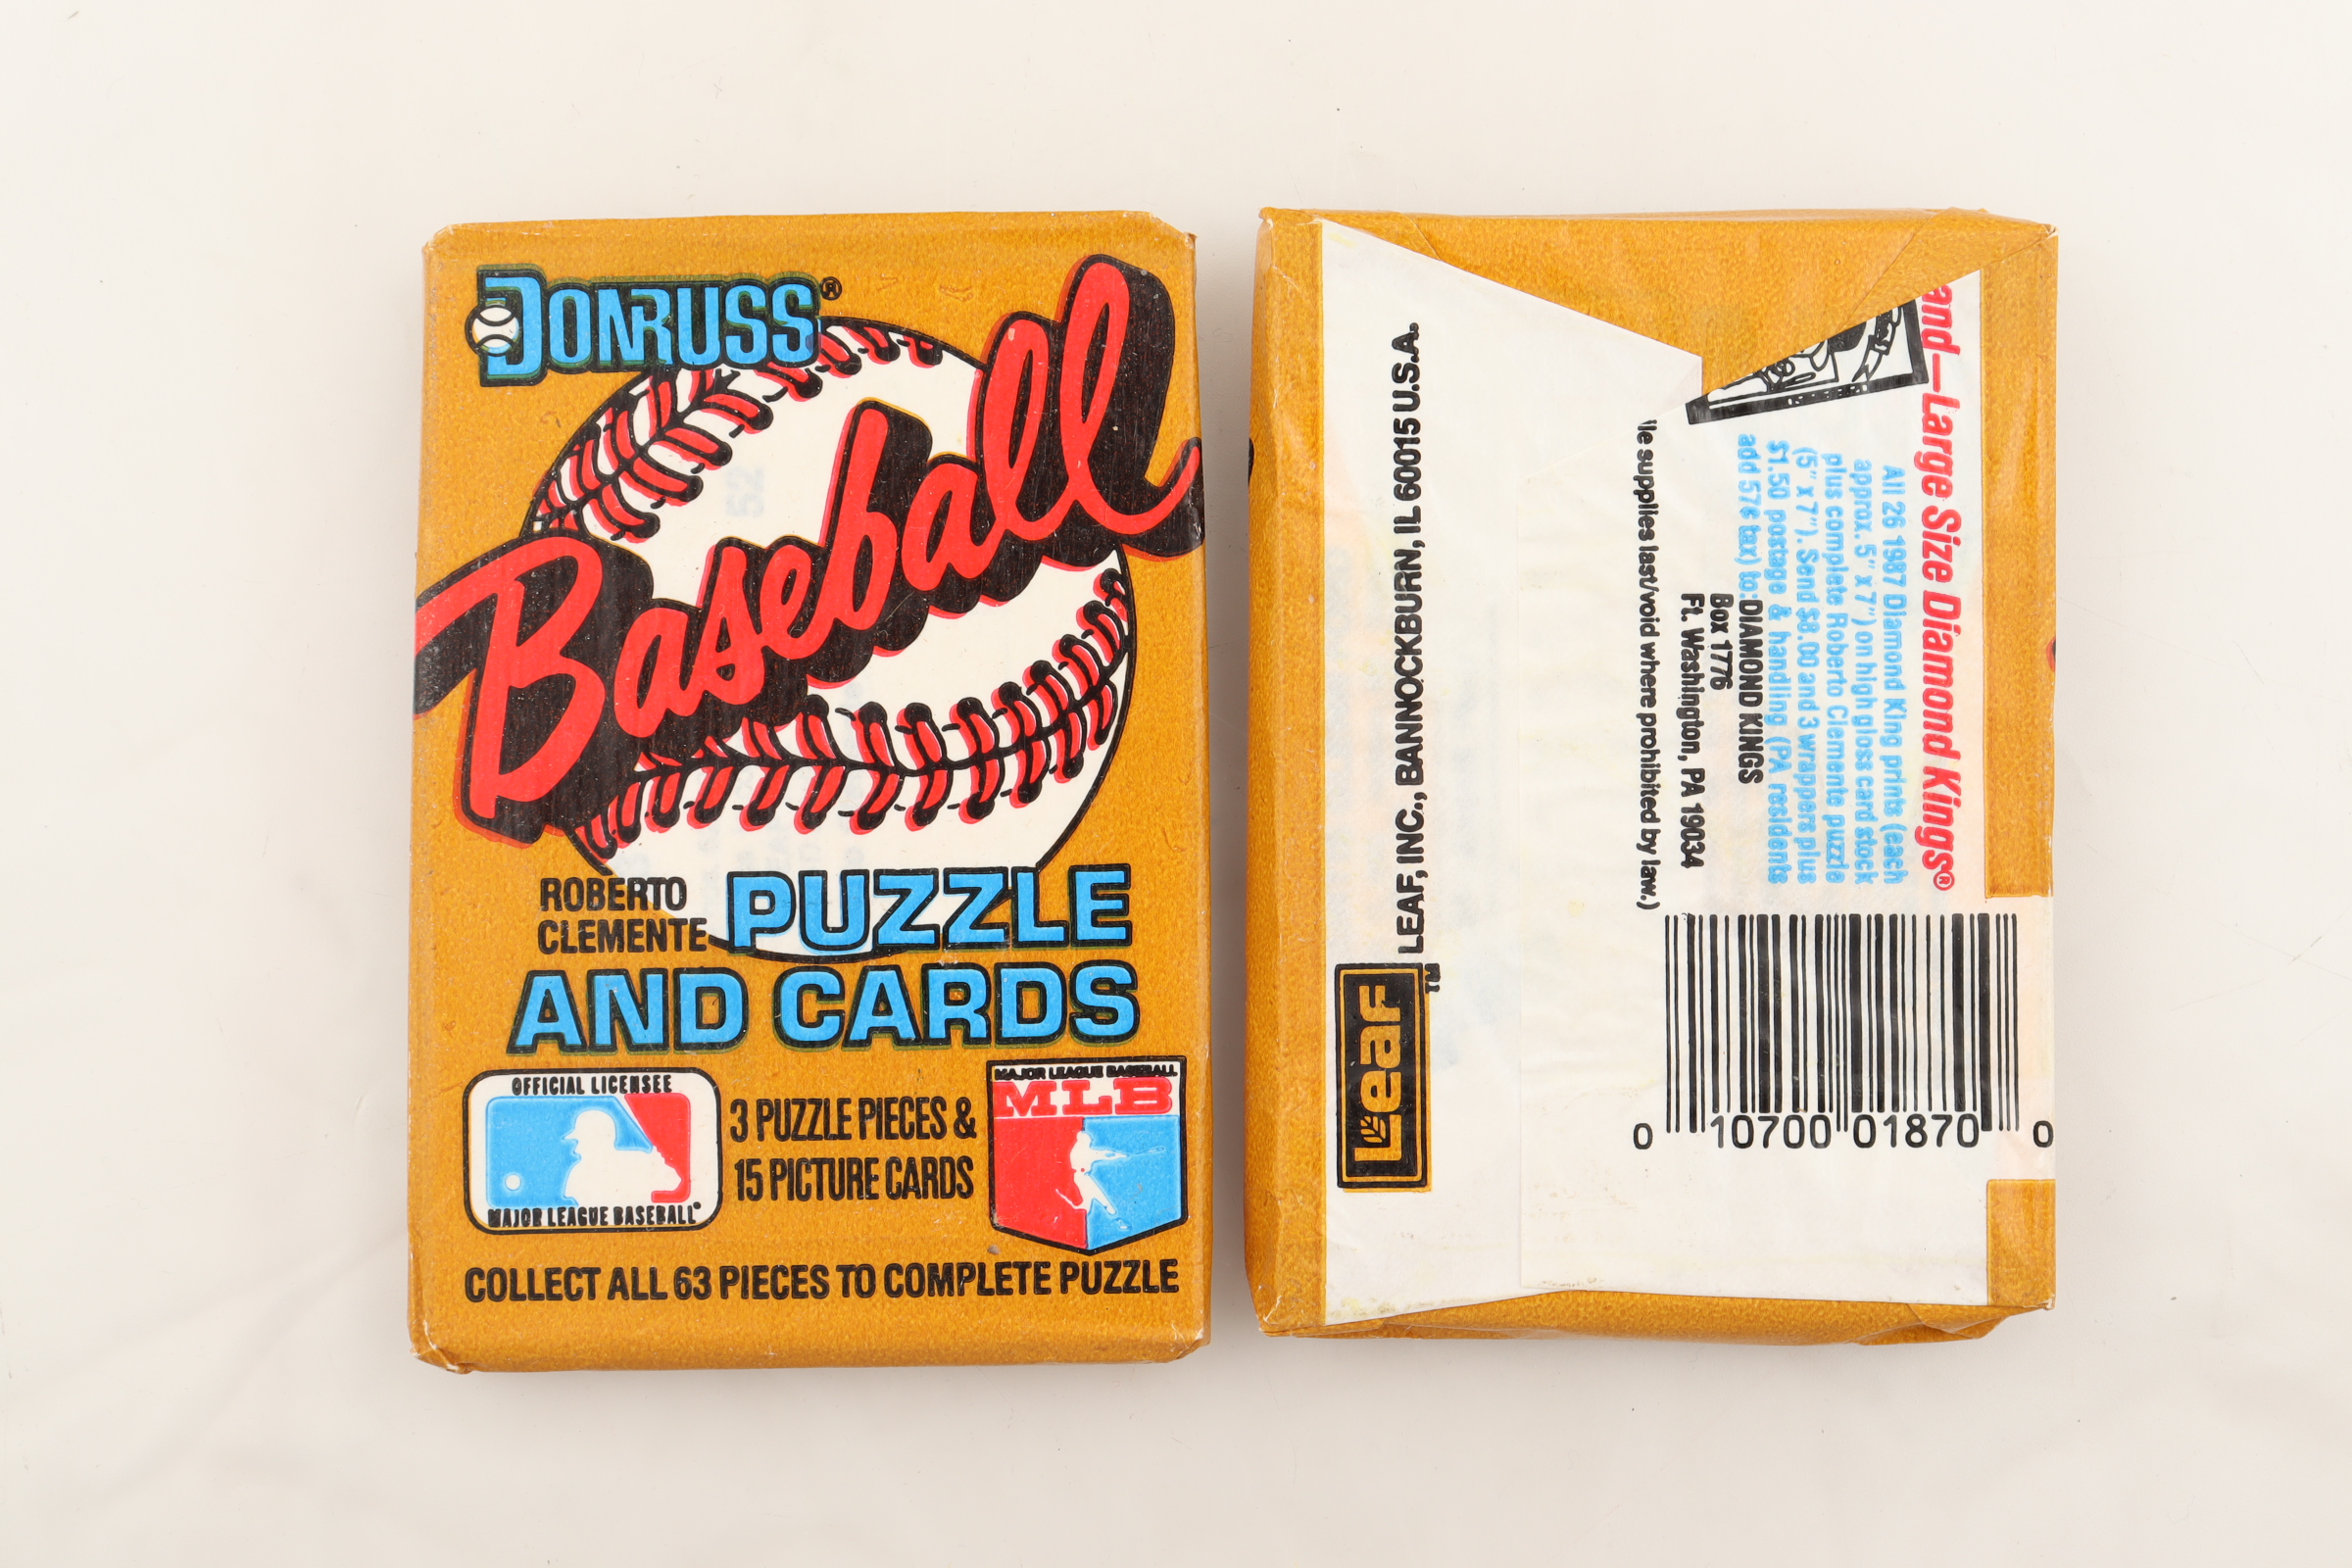 DONRUSS®
Baseball
ROBERTO
CLEMENTE
PUZZLE
AND CARDS
OFFICIAL LICENSEE
MAJOR LEAGUE BASEBALL®
3 PUZZLE PIECES &
15 PICTURE CARDS
MAJOR LEAGUE BASEBALL
MLB
COLLECT ALL 63 PIECES TO COMPLETE PUZZLE
and—Large Size Diamond Kings®
All 26 1987 Diamond King prints (each
approx. 5" x 7") on high gloss card stock
plus complete Roberto Clemente puzzle
(5" x 7"). Send $8.00 and 3 wrappers plus
$1.50 postage & handling (PA residents
add 57¢ tax) to:
DIAMOND KINGS
Box 1776
Ft. Washington, PA 19034
le supplies last/void where prohibited by law.)
Leaf™
LEAF, INC., BANNOCKBURN, IL 60015 U.S.A.
0 10700 01870 0